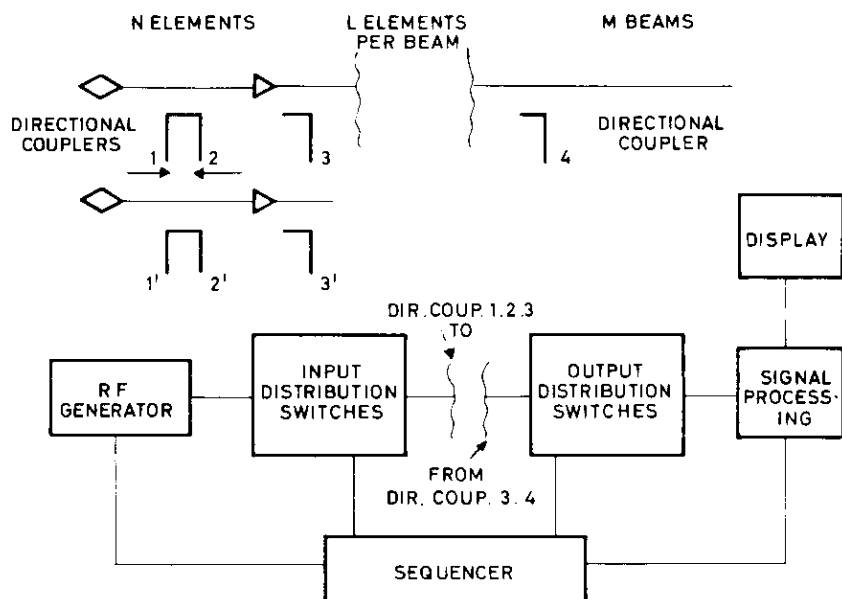 N ELEMENTS
L ELEMENTS
PER BEAM
M BEAMS
DIRECTIONAL
COUPLERS
1
2
3
4
DIRECTIONAL
COUPLER
1'
2'
3'
DISPLAY
DIR. COUP. 1.2.3
TO
RF
GENERATOR
INPUT
DISTRIBUTION
SWITCHES
OUTPUT
DISTRIBUTION
SWITCHES
SIGNAL
PROCESS-
ING
FROM
DIR. COUP. 3.4
SEQUENCER